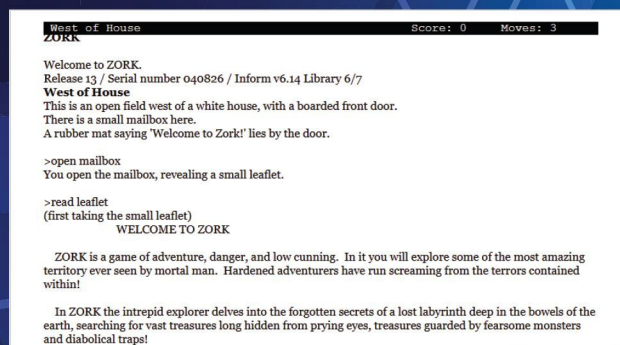 West of House Score: 0 Moves: 3
ZORK
Welcome to ZORK.
Release 13 / Serial number 040826 / Inform v6.14 Library 6/7
West of House
This is an open field west of a white house, with a boarded front door.
There is a small mailbox here.
A rubber mat saying 'Welcome to Zork!' lies by the door.
>open mailbox
You open the mailbox, revealing a small leaflet.
>read leaflet
(first taking the small leaflet)
WELCOME TO ZORK
ZORK is a game of adventure, danger, and low cunning. In it you will explore some of the most amazing
territory ever seen by mortal man. Hardened adventurers have run screaming from the terrors contained
within!
In ZORK the intrepid explorer delves into the forgotten secrets of a lost labyrinth deep in the bowels of the
earth, searching for vast treasures long hidden from prying eyes, treasures guarded by fearsome monsters
and diabolical traps!